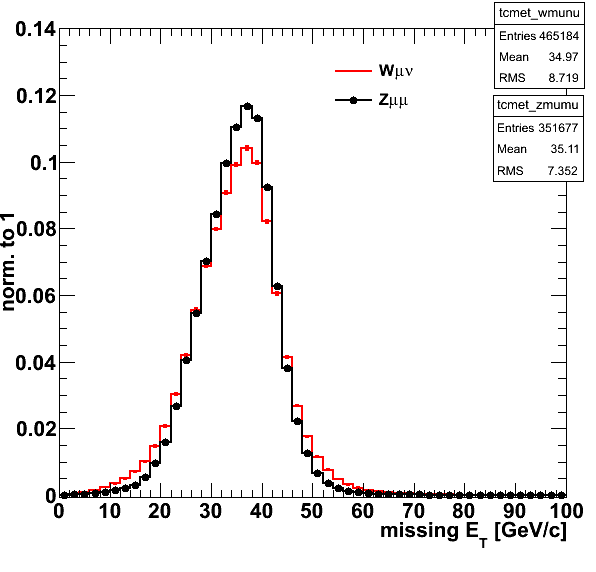 tcmet_wmunu
Entries 465184
Mean 34.97
RMS 8.719
tcmet_zmumu
Entries 351677
Mean 35.11
RMS 7.352
Wμν
Zμμ
norm. to 1
0.14
0.12
0.1
0.08
0.06
0.04
0.02
0
0 10 20 30 40 50 60 70 80 90 100
missing E_T [GeV/c]